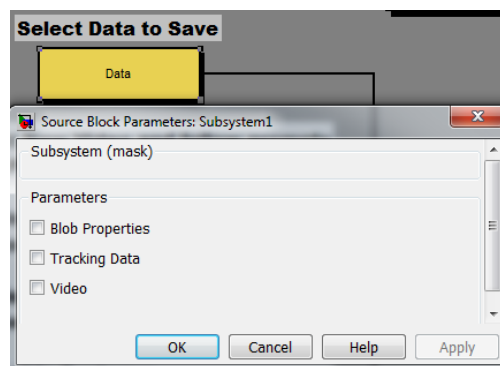 Select Data to Save
Data
Source Block Parameters: Subsystem1
Subsystem (mask)
Parameters
Blob Properties
Tracking Data
Video
OK Cancel Help Apply